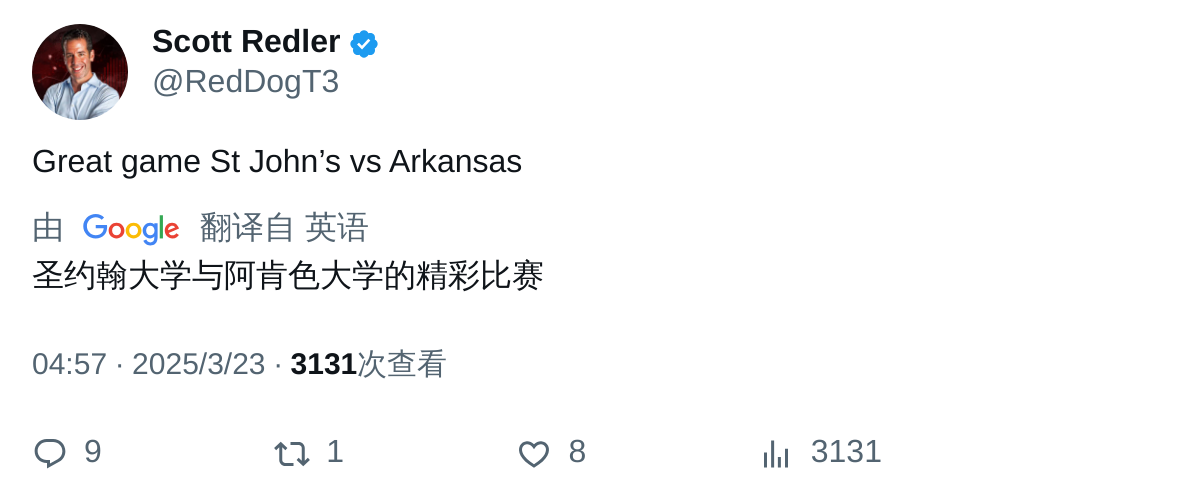 Scott Redler
@RedDogT3
Great game St John’s vs Arkansas
由 Google 翻译自 英语
圣约翰大学与阿肯色大学的精彩比赛
04:57 · 2025/3/23 · 3131次查看
9 1 8 3131